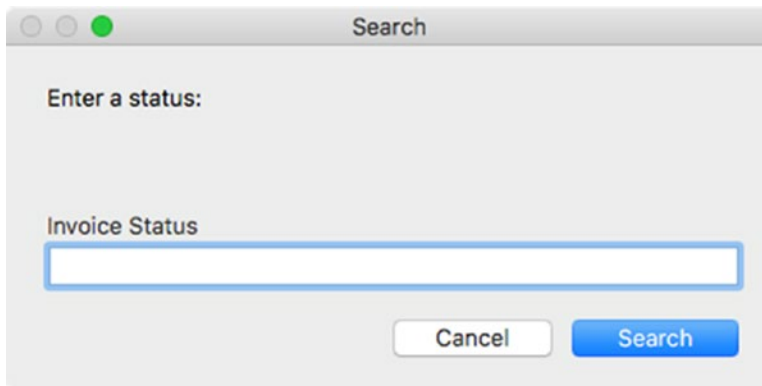 Search
Enter a status:
Invoice Status
Cancel Search